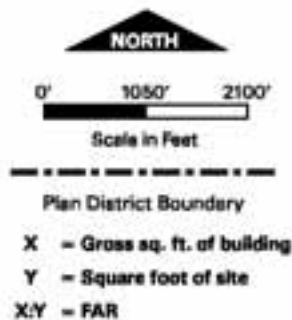 NORTH
0' 1050' 2100'
Scale in Feet
Plan District Boundary
X = Gross sq. ft. of building
Y = Square foot of site
X:Y = FAR